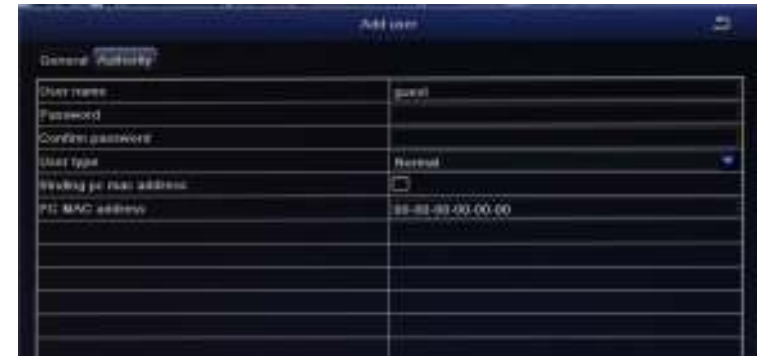 Add user
General Authority
User name guest
Password
Confirm password
User type Normal
Binding pc mac address
PC MAC address 00-00-00-00-00-00